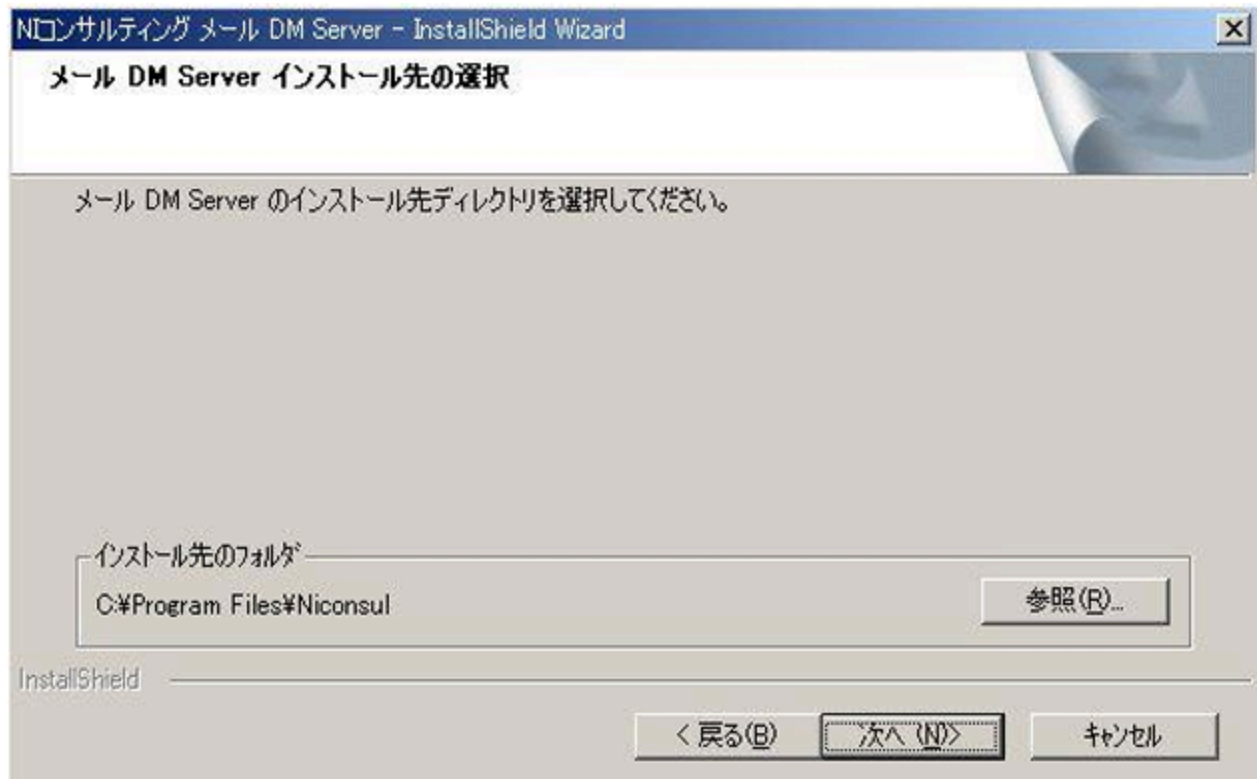 NIコンサルティング メール DM Server - InstallShield Wizard
メール DM Server インストール先の選択
メール DM Server のインストール先ディレクトリを選択してください。
インストール先のフォルダ
C:¥Program Files¥Niconsul
参照(R)...
InstallShield
< 戻る(B)
次へ (N)>
キャンセル